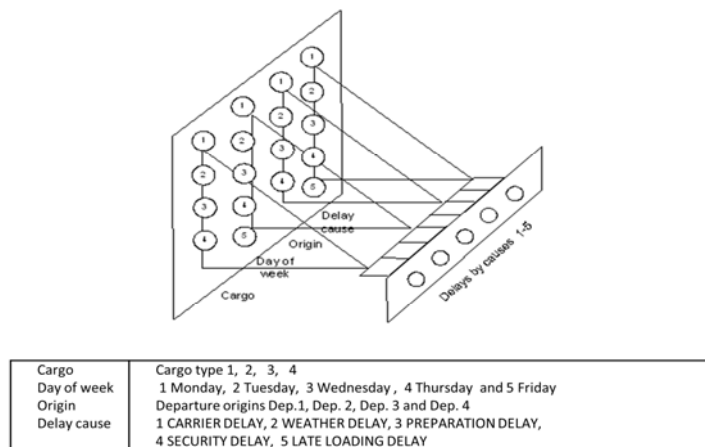 1
2
3
4
1
2
3
4
5
1
2
3
4
1
2
3
4
5
Delay
cause
Origin
Day of
week
Cargo
Delays by causes 1-5
Cargo Cargo type 1, 2, 3, 4
Day of week 1 Monday, 2 Tuesday, 3 Wednesday , 4 Thursday and 5 Friday
Origin Departure origins Dep.1, Dep. 2, Dep. 3 and Dep. 4
Delay cause 1 CARRIER DELAY, 2 WEATHER DELAY, 3 PREPARATION DELAY,
4 SECURITY DELAY, 5 LATE LOADING DELAY